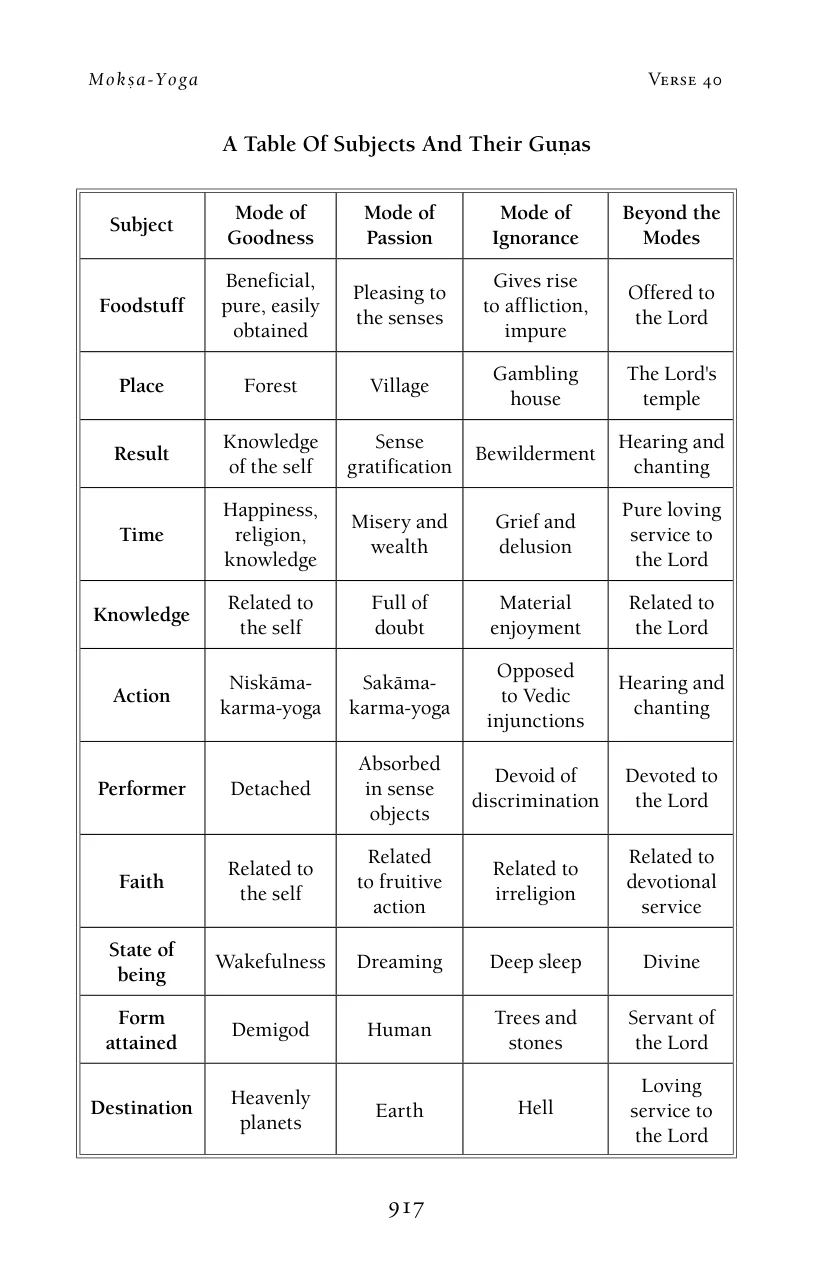 Mokṣa-Yoga Verse 40
A Table Of Subjects And Their Guṇas
Subject
Mode of
Goodness
Mode of
Passion
Mode of
Ignorance
Beyond the
Modes
Foodstuff
Beneficial,
pure, easily
obtained
Pleasing to
the senses
Gives rise
to affliction,
impure
Offered to
the Lord
Place
Forest
Village
Gambling
house
The Lord's
temple
Result
Knowledge
of the self
Sense
gratification
Bewilderment
Hearing and
chanting
Time
Happiness,
religion,
knowledge
Misery and
wealth
Grief and
delusion
Pure loving
service to
the Lord
Knowledge
Related to
the self
Full of
doubt
Material
enjoyment
Related to
the Lord
Action
Niskāma-
karma-yoga
Sakāma-
karma-yoga
Opposed
to Vedic
injunctions
Hearing and
chanting
Performer
Detached
Absorbed
in sense
objects
Devoid of
discrimination
Devoted to
the Lord
Faith
Related to
the self
Related
to fruitive
action
Related to
irreligion
Related to
devotional
service
State of
being
Wakefulness
Dreaming
Deep sleep
Divine
Form
attained
Demigod
Human
Trees and
stones
Servant of
the Lord
Destination
Heavenly
planets
Earth
Hell
Loving
service to
the Lord
917